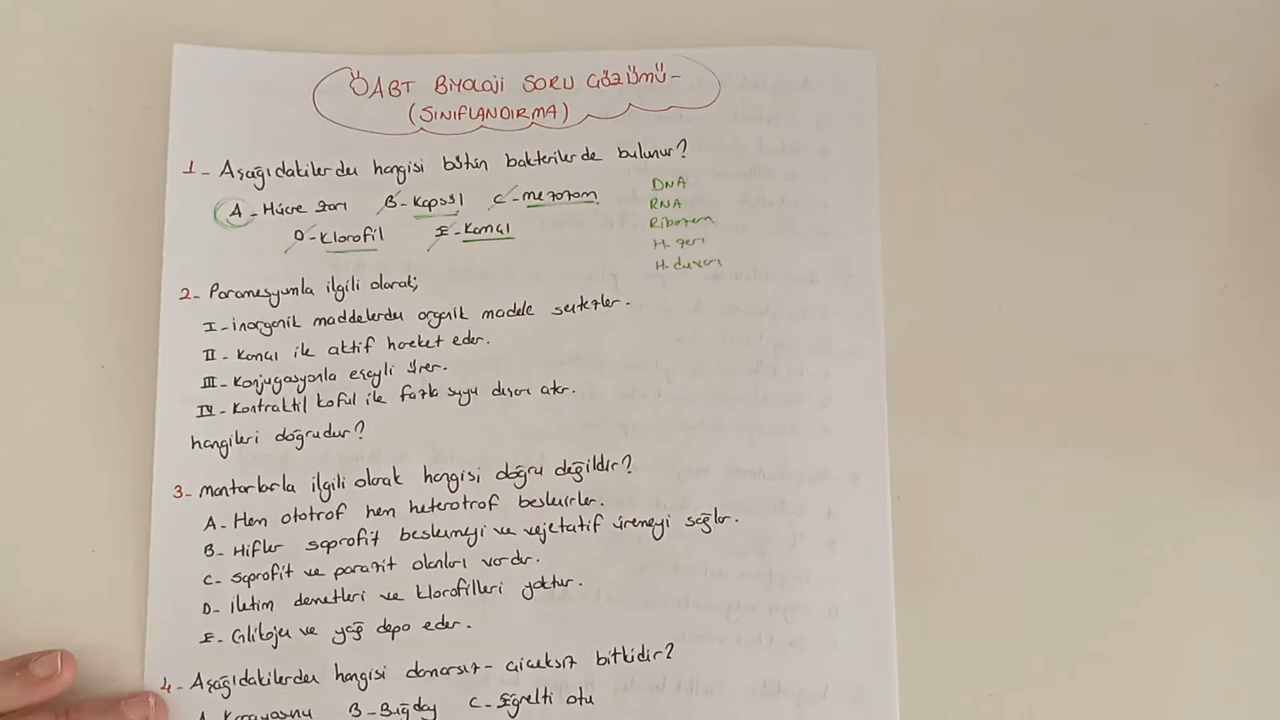 ÖABT BİYOLOJİ SORU ÇÖZÜMÜ-
(SINIFLANDIRMA)
1- Aşağıdakilerden hangisi bütün bakterilerde bulunur?
A- Hücre zarı B- Kapsül C- mezozom
D- Klorofil E- Kamçı
DNA
RNA
Ribozom
H. zarı
H. duvarı
2- Paramesyumla ilgili olarak;
I- inorganik maddelerden organik madde sentezler.
II- Kamçı ile aktif hareket eder.
III- Konjugasyonla eşeyli ürer.
IV- Kontraktil koful ile fazla suyu dışarı atar.
hangileri doğrudur?
3- mantarlarla ilgili olarak hangisi doğru değildir?
A- Hem ototrof hem heterotrof beslenirler.
B- Hifler saprofit beslenmeyi ve vejetatif üremeyi sağlar.
C- saprofit ve parazit olanları vardır.
D- İletim demetleri ve klorofilleri yoktur.
E- Glikojen ve yağ depo eder.
4- Aşağıdakilerden hangisi damarsız- çiçeksiz bitkidir?
A- Karayosunu B- Buğday C- Eğrelti otu